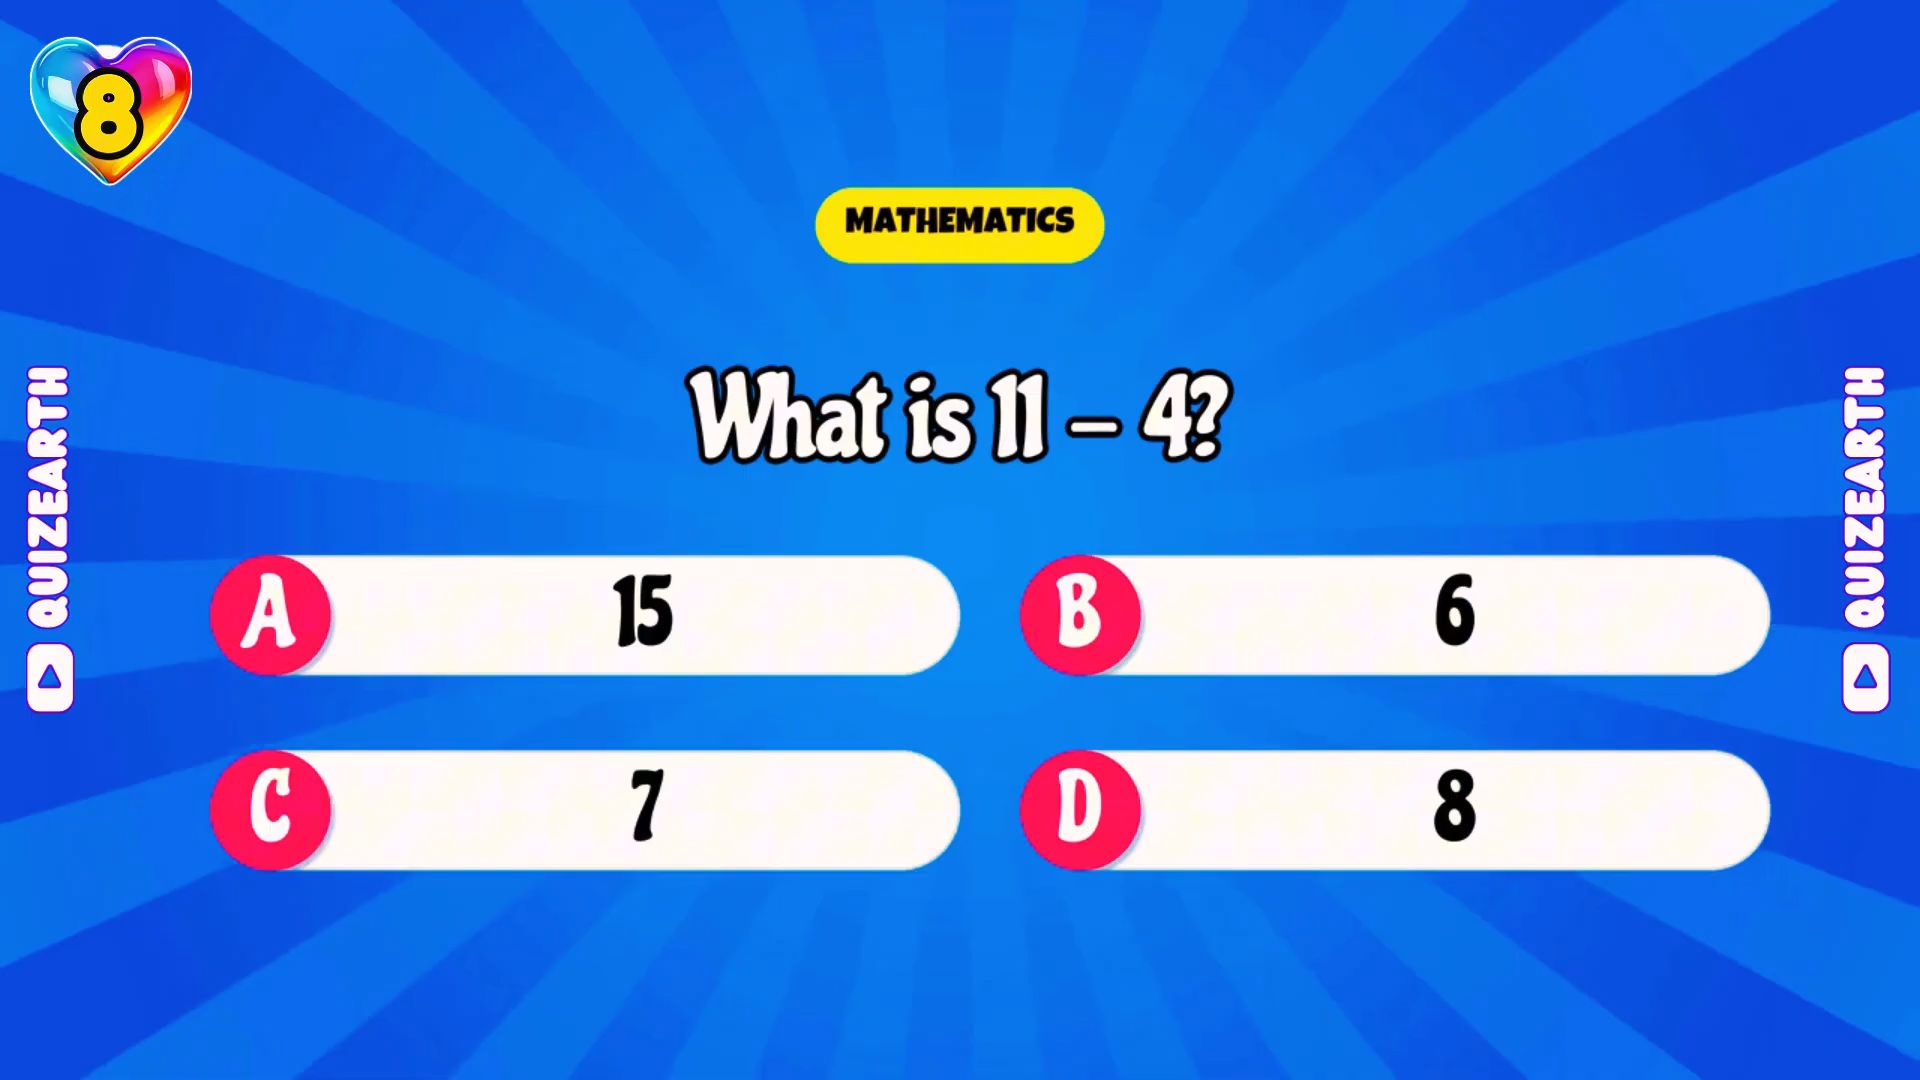 8
MATHEMATICS
What is 11 – 4?
A 15
B 6
C 7
D 8
QUIZEARTH
QUIZEARTH